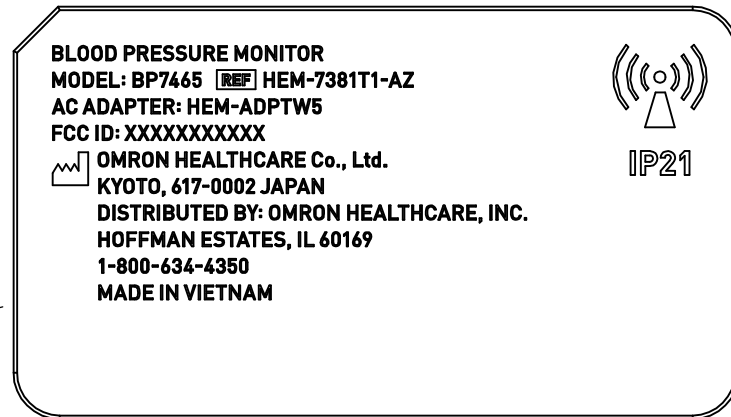 BLOOD PRESSURE MONITOR
MODEL: BP7465 REF HEM-7381T1-AZ
AC ADAPTER: HEM-ADPTW5
FCC ID: XXXXXXXXXXX
OMRON HEALTHCARE Co., Ltd.
KYOTO, 617-0002 JAPAN
DISTRIBUTED BY: OMRON HEALTHCARE, INC.
HOFFMAN ESTATES, IL 60169
1-800-634-4350
MADE IN VIETNAM
IP21